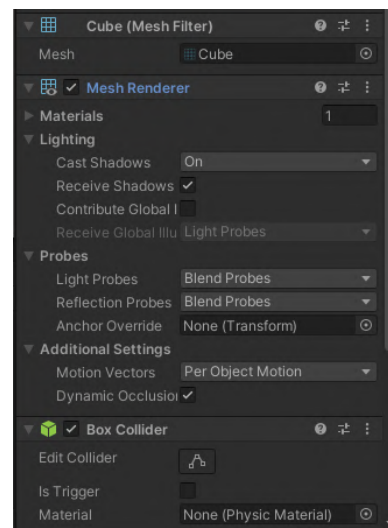 Cube (Mesh Filter)
Mesh Cube
Mesh Renderer
Materials 1
Lighting
Cast Shadows On
Receive Shadows
Contribute Global I
Receive Global Illu Light Probes
Probes
Light Probes Blend Probes
Reflection Probes Blend Probes
Anchor Override None (Transform)
Additional Settings
Motion Vectors Per Object Motion
Dynamic Occlusion
Box Collider
Edit Collider
Is Trigger
Material None (Physic Material)